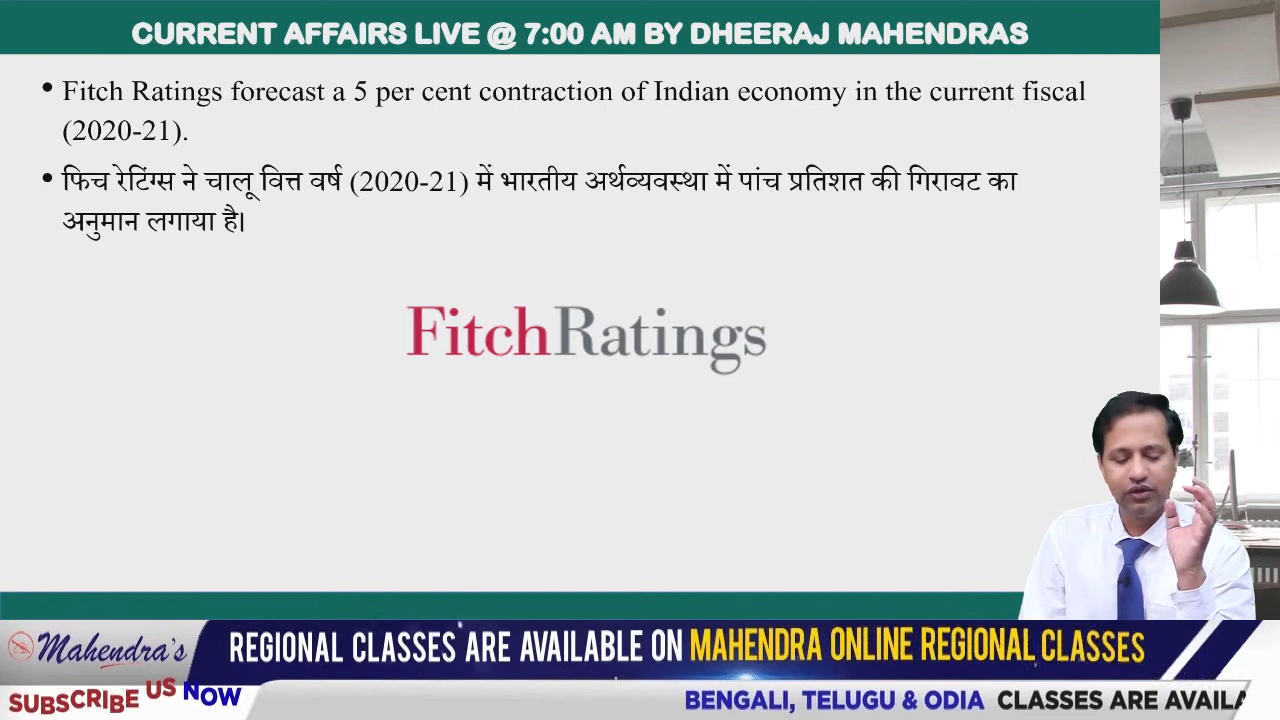 CURRENT AFFAIRS LIVE @ 7:00 AM BY DHEERAJ MAHENDRAS
• Fitch Ratings forecast a 5 per cent contraction of Indian economy in the current fiscal
(2020-21).
• फिच रेटिंग्स ने चालू वित्त वर्ष (2020-21) में भारतीय अर्थव्यवस्था में पांच प्रतिशत की गिरावट का
अनुमान लगाया है।
FitchRatings
Mahendra's
REGIONAL CLASSES ARE AVAILABLE ON MAHENDRA ONLINE REGIONAL CLASSES
SUBSCRIBE US NOW
BENGALI, TELUGU & ODIA CLASSES ARE AVAILA